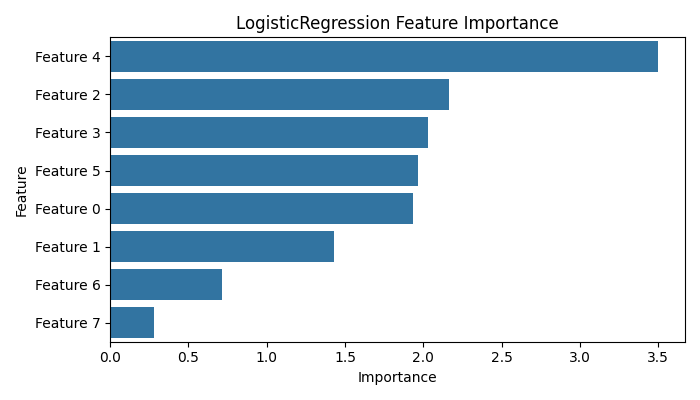 LogisticRegression Feature Importance
Feature 4
Feature 2
Feature 3
Feature 5
Feature 0
Feature 1
Feature 6
Feature 7
Feature
0.0 0.5 1.0 1.5 2.0 2.5 3.0 3.5
Importance